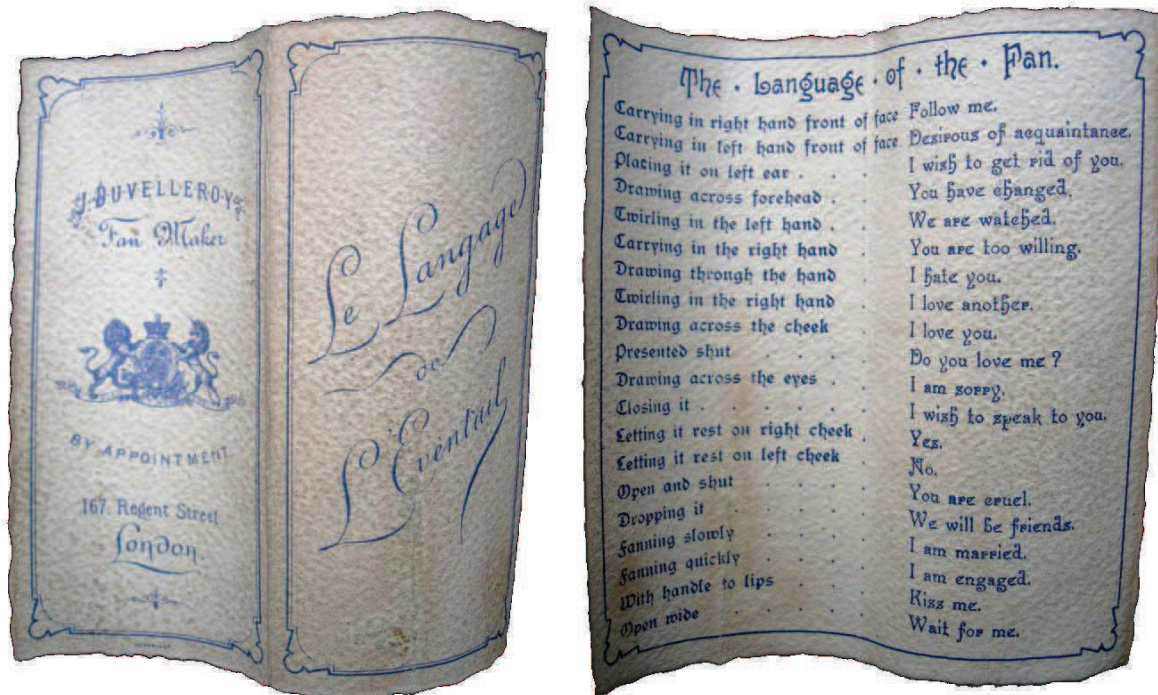 J. DUVELLEROY
Fan Maker
BY APPOINTMENT
167, Regent Street
London
Le Langage
de
L'Éventail
The · Language · of · the · Fan.
Carrying in right hand front of face Follow me.
Carrying in left hand front of face Desirous of acquaintance.
Placing it on left ear . . . I wish to get rid of you.
Drawing across forehead . . You have changed.
Twirling in the left hand . . We are watched.
Carrying in the right hand . You are too willing.
Drawing through the hand . I hate you.
Twirling in the right hand . I love another.
Drawing across the cheek . I love you.
Presented shut . . . . Do you love me ?
Drawing across the eyes . . I am sorry.
Closing it . . . . . . I wish to speak to you.
Letting it rest on right cheek . Yes.
Letting it rest on left cheek . No.
Open and shut . . . . You are cruel.
Dropping it . . . . . We will be friends.
Fanning slowly . . . . I am married.
Fanning quickly . . . . I am engaged.
With handle to lips . . . Kiss me.
Open wide . . . . . Wait for me.